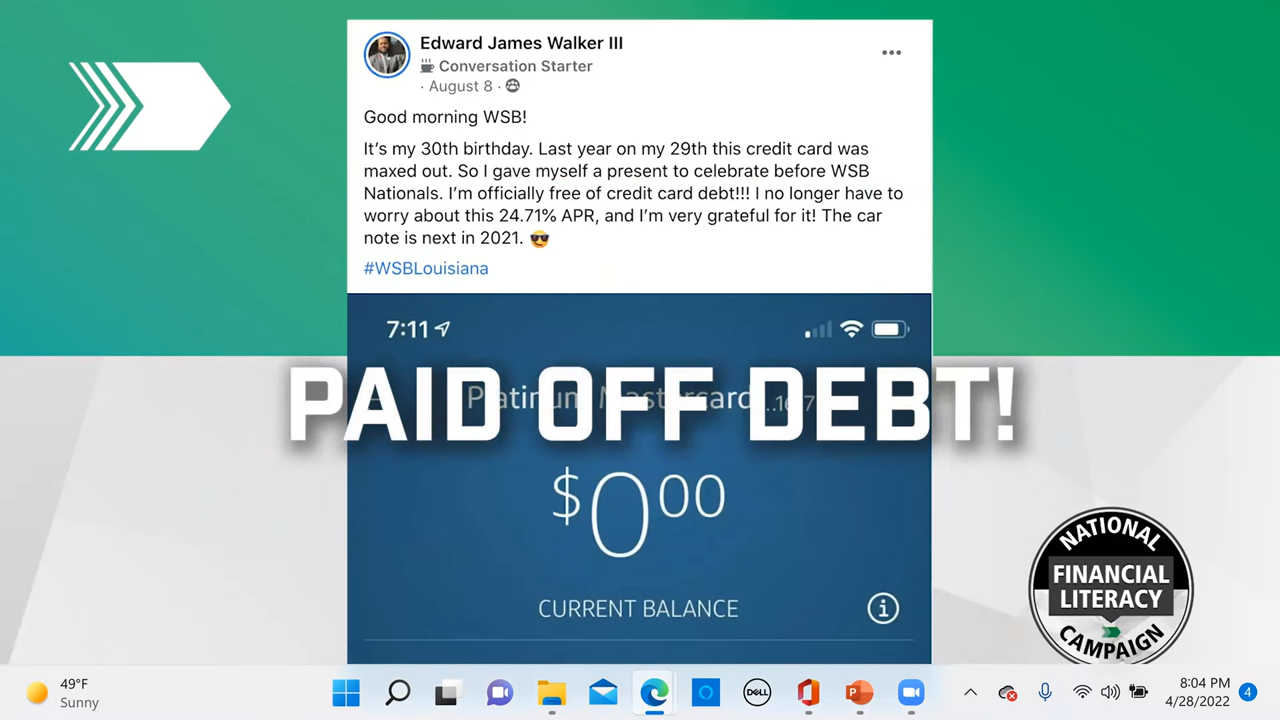 Edward James Walker III
Conversation Starter
· August 8 ·
Good morning WSB!
It's my 30th birthday. Last year on my 29th this credit card was
maxed out. So I gave myself a present to celebrate before WSB
Nationals. I'm officially free of credit card debt!!! I no longer have to
worry about this 24.71% APR, and I'm very grateful for it! The car
note is next in 2021. 😎
#WSBLouisiana
7:11
Platinum Mastercard
PAID OFF DEBT!
$0.00
CURRENT BALANCE
NATIONAL
FINANCIAL
LITERACY
CAMPAIGN
49°F
Sunny
DELL
8:04 PM
4/28/2022
4